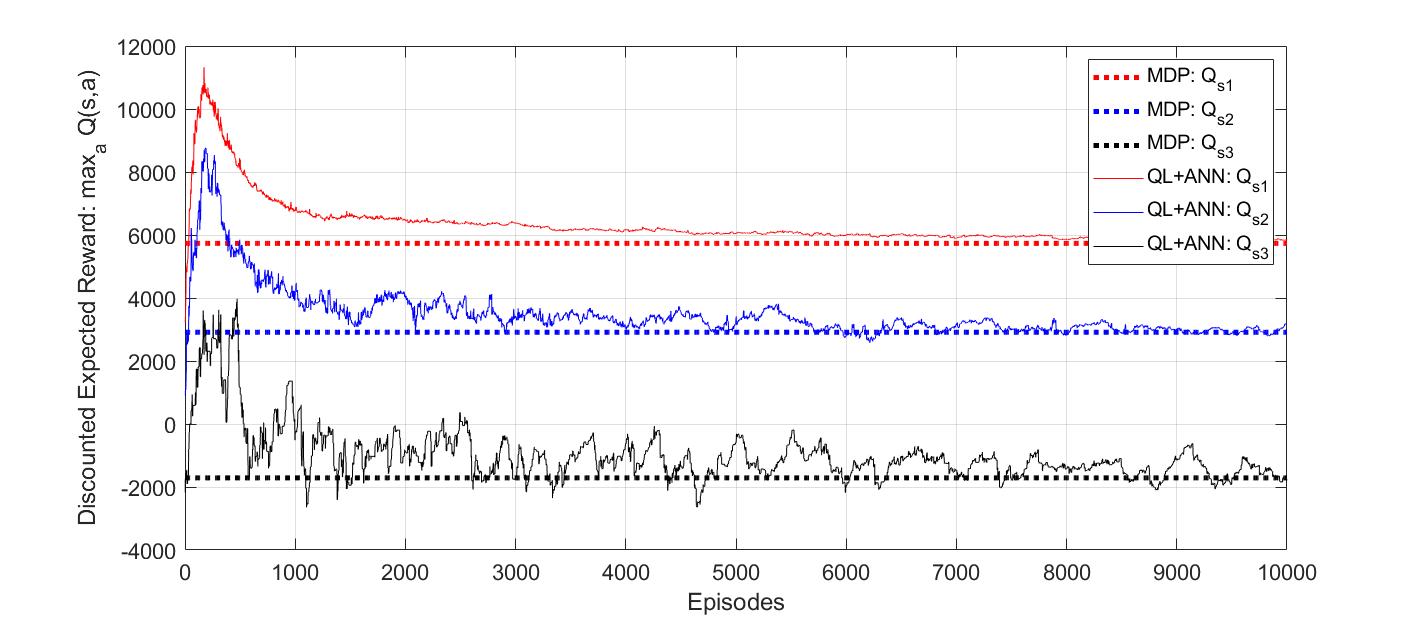 Discounted Expected Reward: max_a Q(s,a)
12000
10000
8000
6000
4000
2000
0
-2000
-4000
MDP: Q_s1
MDP: Q_s2
MDP: Q_s3
QL+ANN: Q_s1
QL+ANN: Q_s2
QL+ANN: Q_s3
0 1000 2000 3000 4000 5000 6000 7000 8000 9000 10000
Episodes